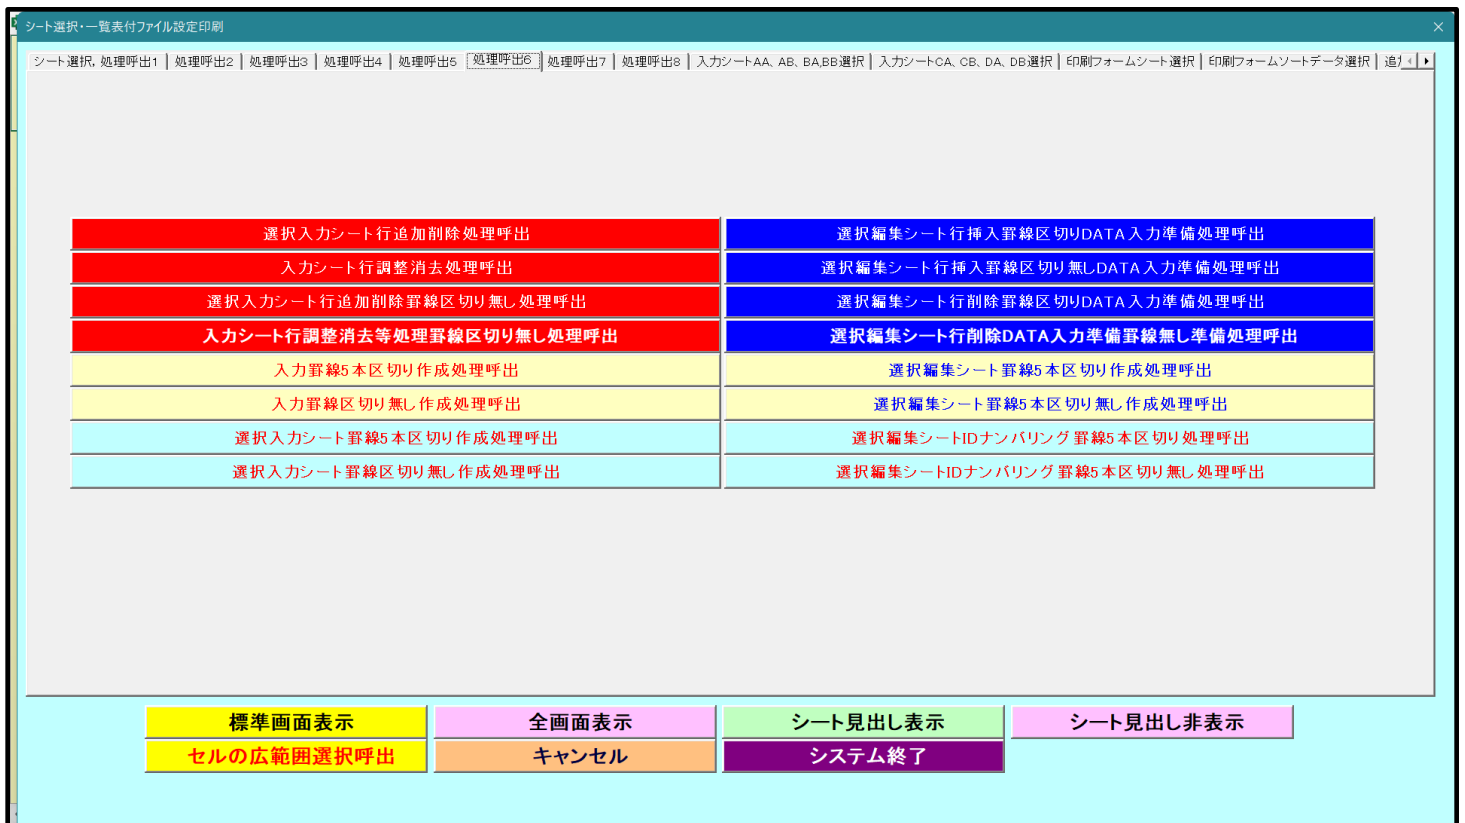 シート選択・一覧表付ファイル設定印刷
シート選択, 処理呼出1 処理呼出2 処理呼出3 処理呼出4 処理呼出5 処理呼出6 処理呼出7 処理呼出8 入力シートAA、AB、BA,BB選択 入力シートCA、CB、DA、DB選択 印刷フォームシート選択 印刷フォームソートデータ選択
選択入力シート行追加削除処理呼出
入力シート行調整消去処理呼出
選択入力シート行追加削除罫線区切り無し処理呼出
入力シート行調整消去等処理罫線区切り無し処理呼出
入力罫線5本区切り作成処理呼出
入力罫線区切り無し作成処理呼出
選択入力シート罫線5本区切り作成処理呼出
選択入力シート罫線区切り無し作成処理呼出
選択編集シート行挿入罫線区切りDATA入力準備処理呼出
選択編集シート行挿入罫線区切り無しDATA入力準備処理呼出
選択編集シート行削除罫線区切りDATA入力準備処理呼出
選択編集シート行削除DATA入力準備罫線無し準備処理呼出
選択編集シート罫線5本区切り作成処理呼出
選択編集シート罫線5本区切り無し作成処理呼出
選択編集シートIDナンバリング罫線5本区切り処理呼出
選択編集シートIDナンバリング罫線5本区切り無し処理呼出
標準画面表示 全画面表示 シート見出し表示 シート見出し非表示
セルの広範囲選択呼出 キャンセル システム終了